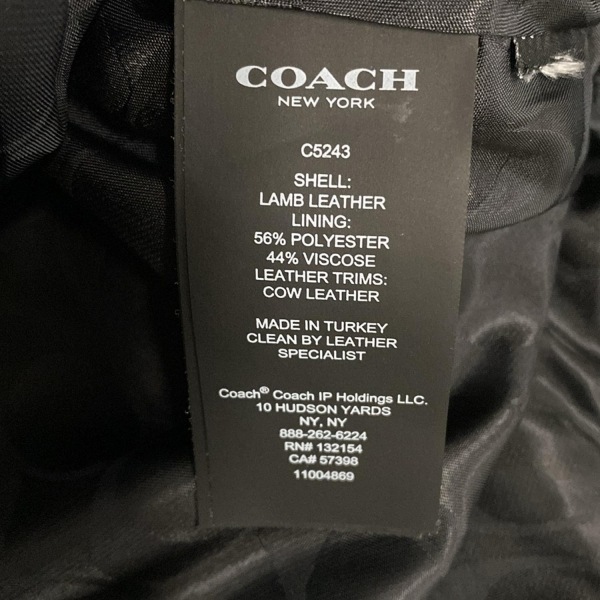 COACH
NEW YORK
C5243
SHELL:
LAMB LEATHER
LINING:
56% POLYESTER
44% VISCOSE
LEATHER TRIMS:
COW LEATHER
MADE IN TURKEY
CLEAN BY LEATHER
SPECIALIST
Coach® Coach IP Holdings LLC.
10 HUDSON YARDS
NY, NY
888-262-6224
RN# 132154
CA# 57398
11004869